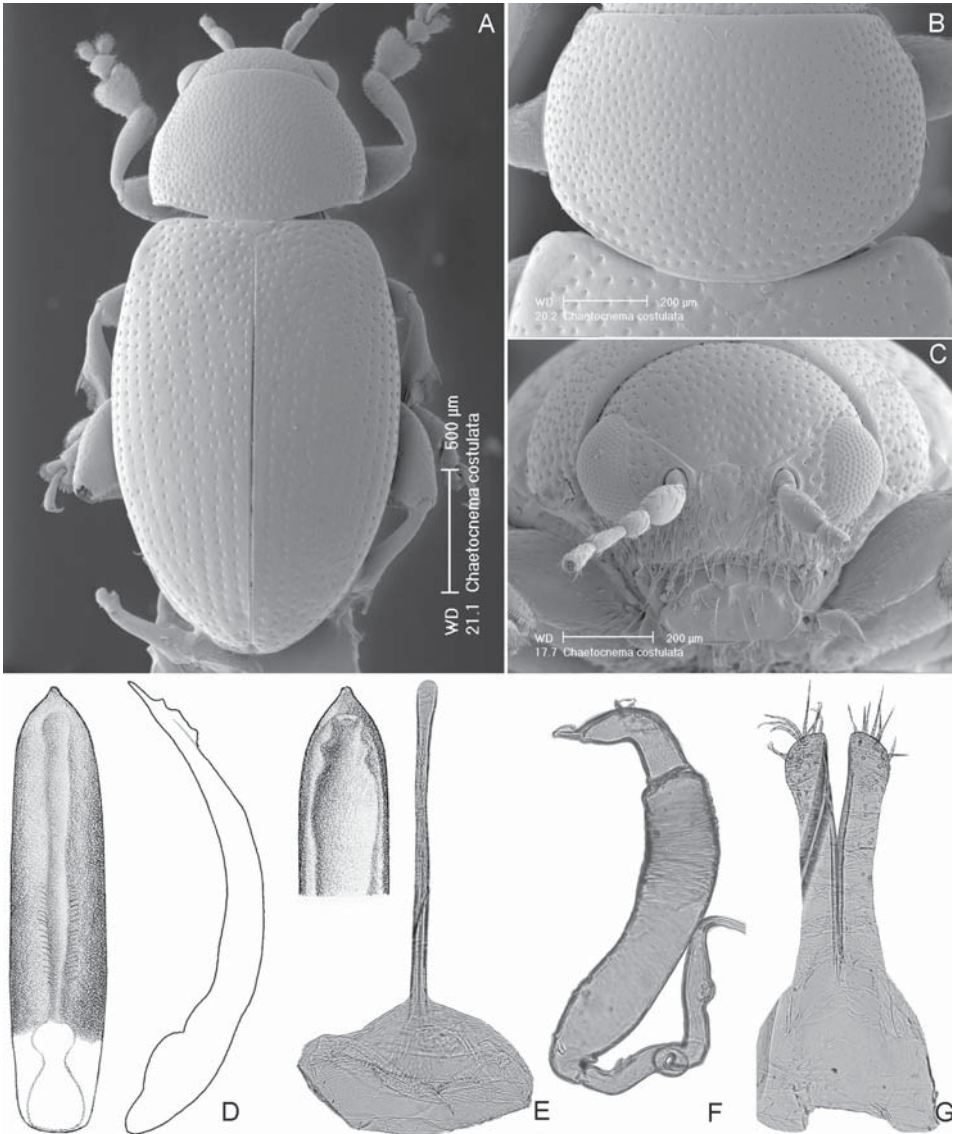 A
WD 500 µm
21.1 Chaetocnema costulata
B
WD 200 µm
20.2 Chaetocnema costulata
C
WD 200 µm
17.7 Chaetocnema costulata
D
E
F
G